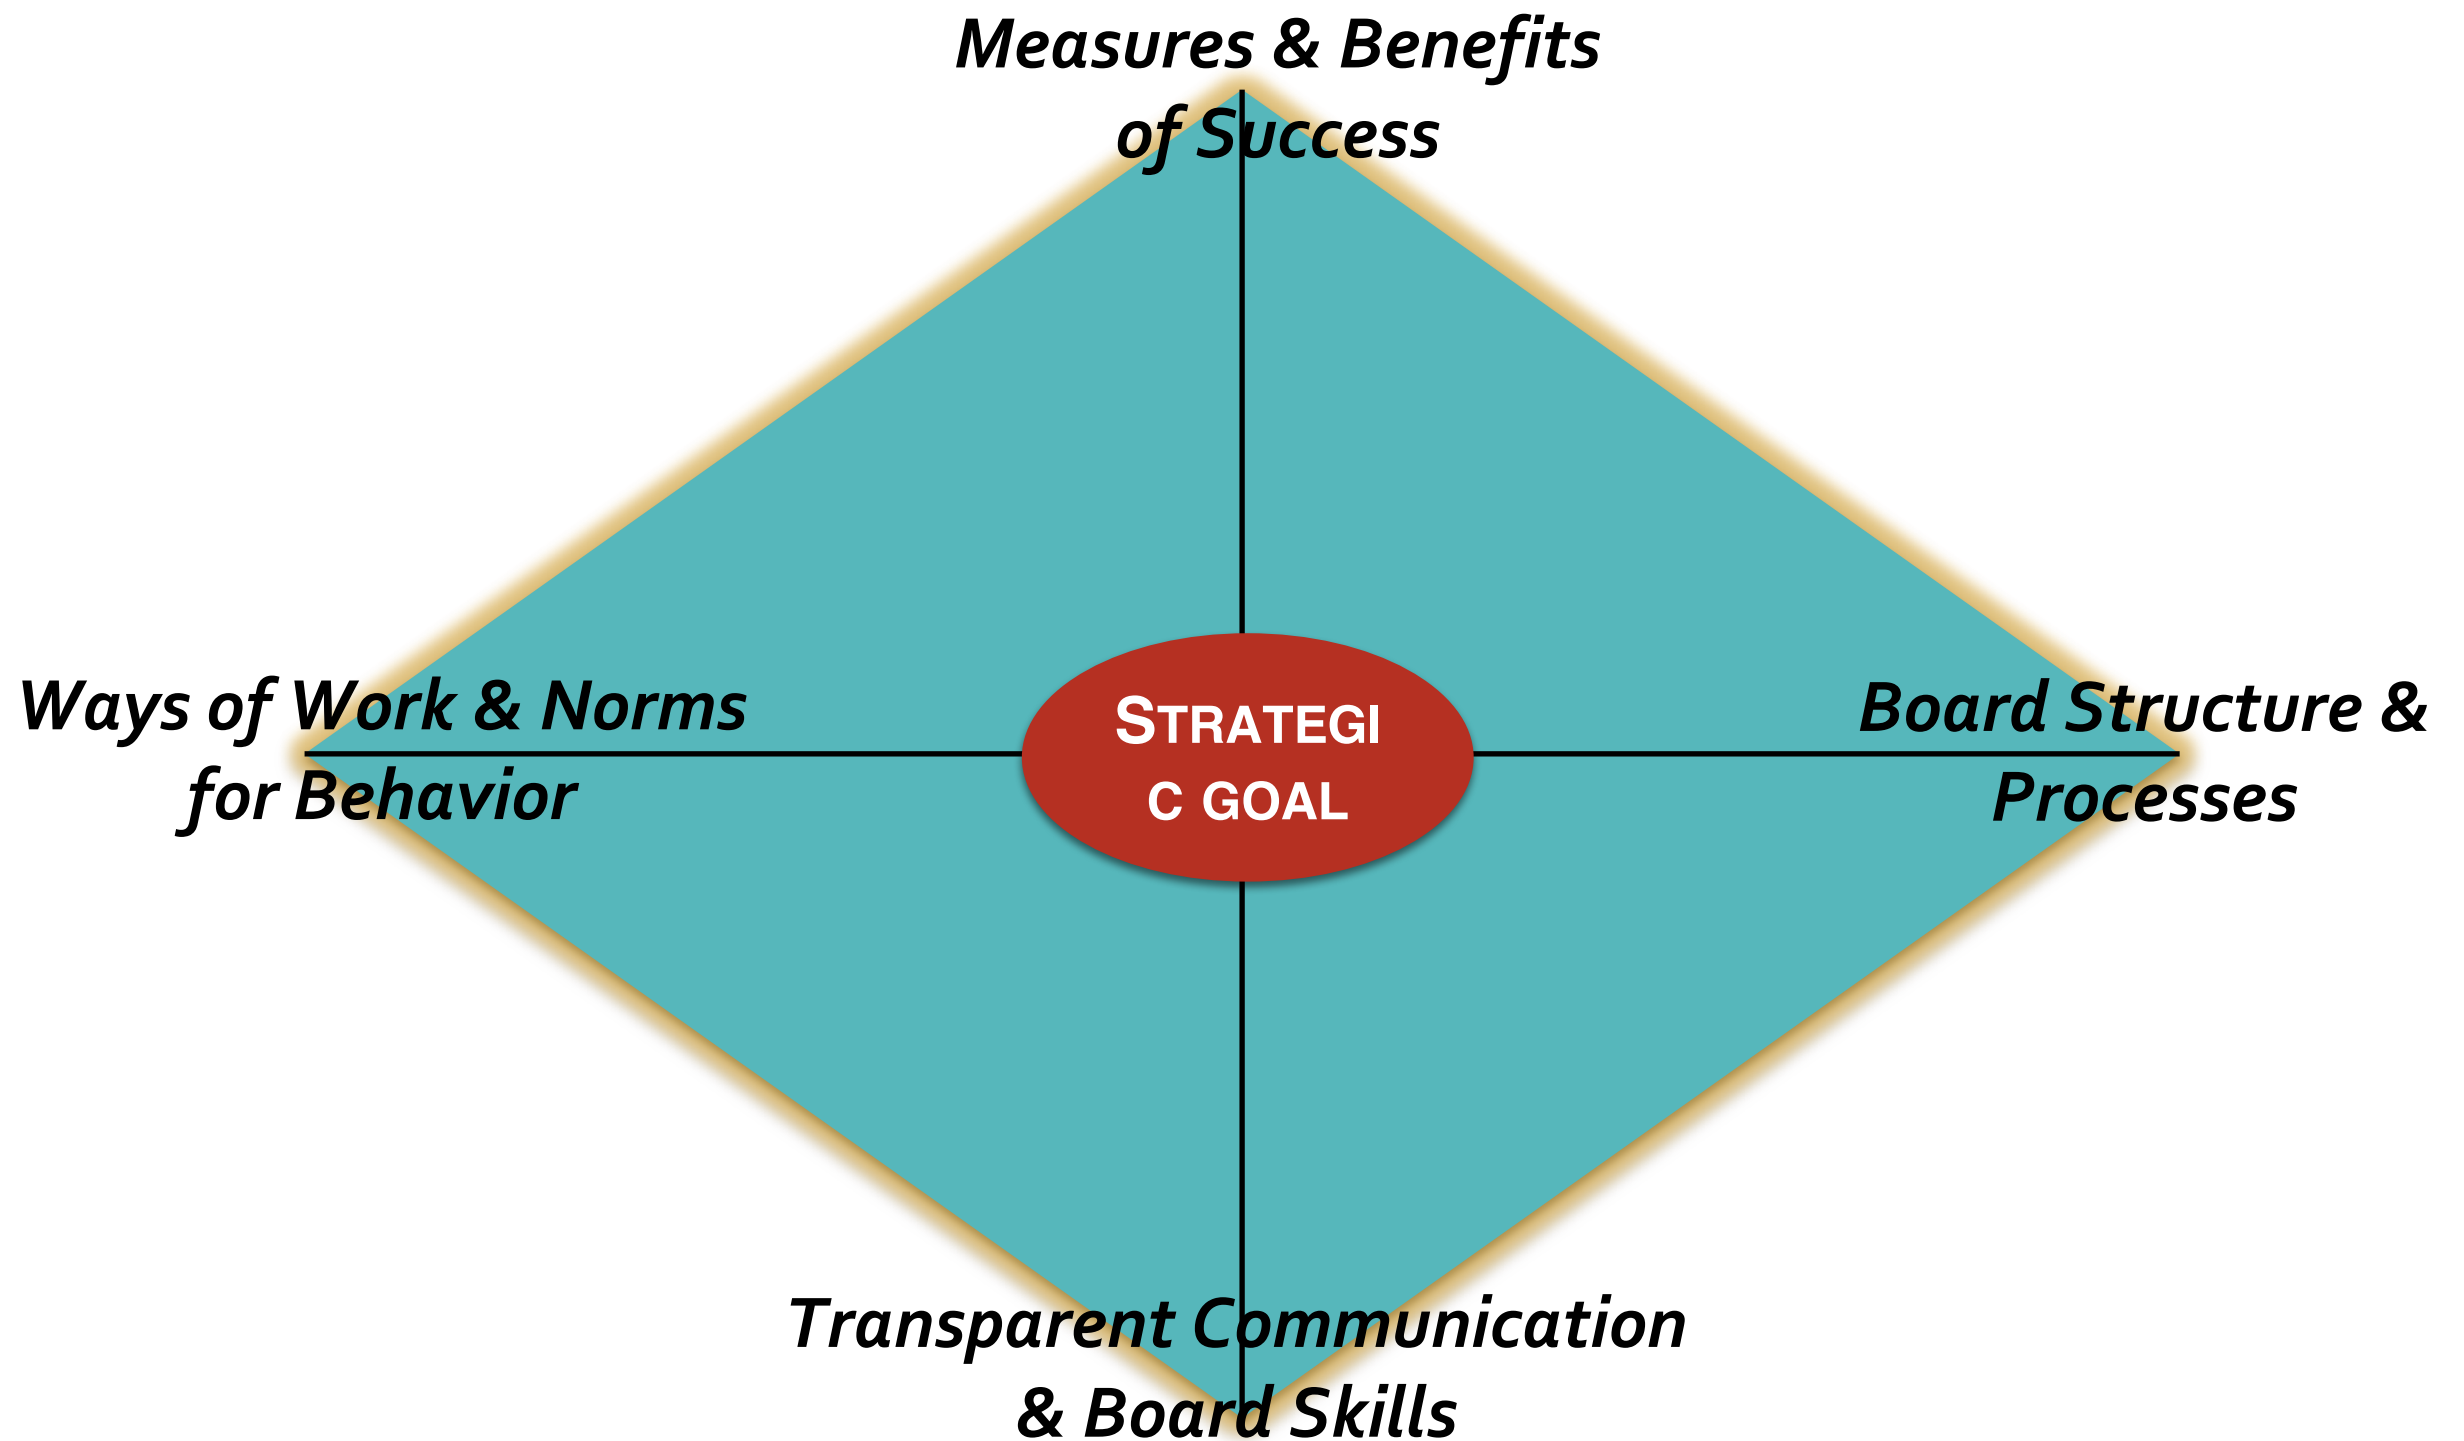 Measures & Benefits
of Success
Ways of Work & Norms
for Behavior
STRATEGI
C GOAL
Board Structure &
Processes
Transparent Communication
& Board Skills